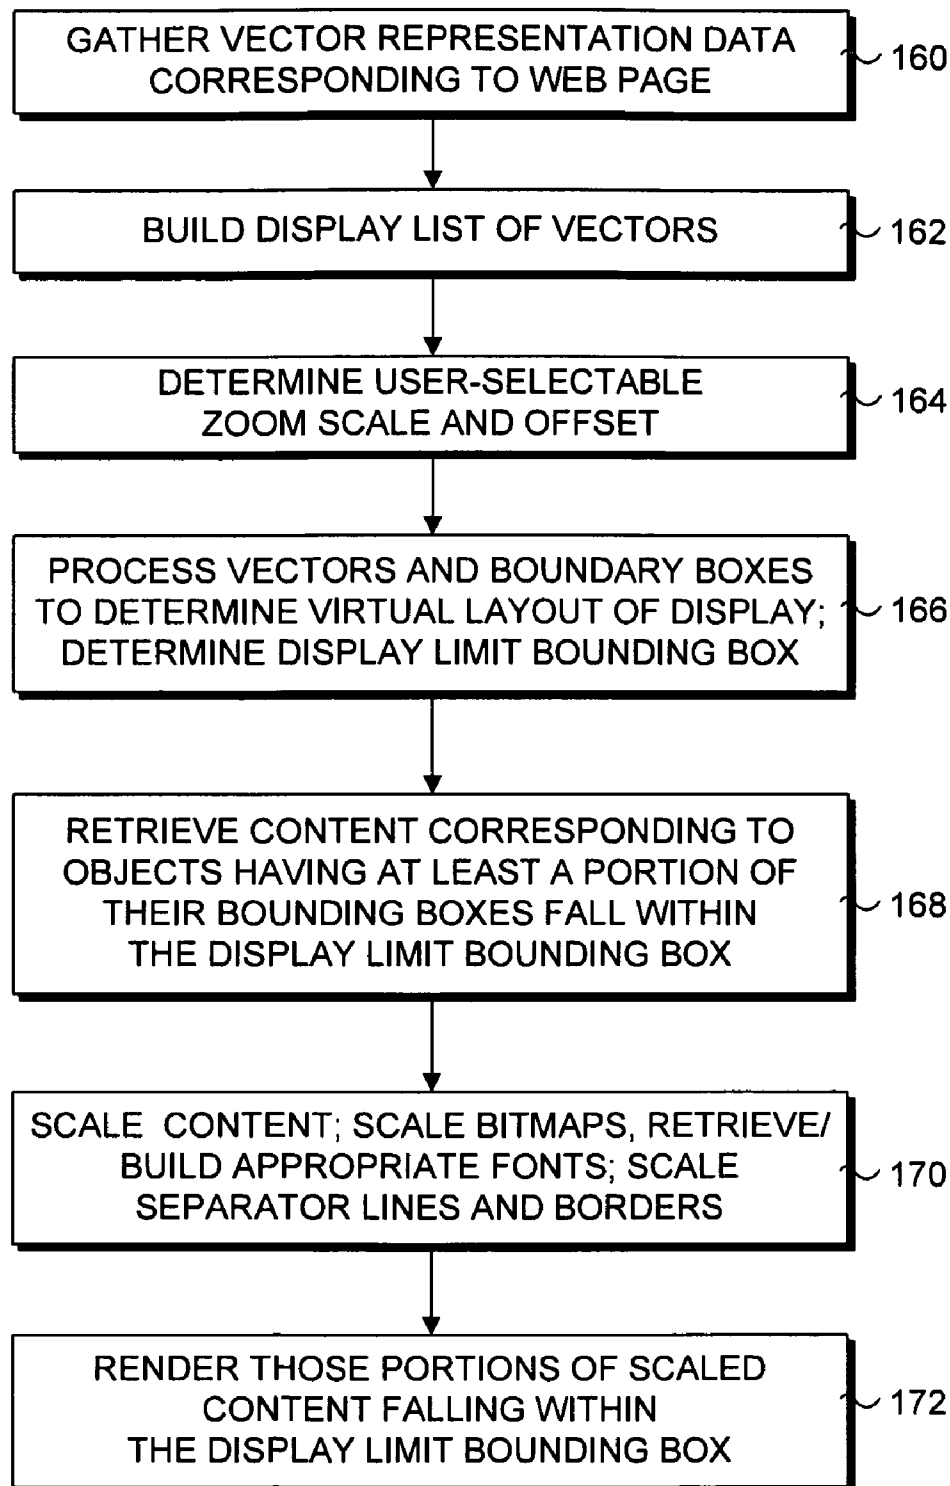 GATHER VECTOR REPRESENTATION DATA
CORRESPONDING TO WEB PAGE
160
BUILD DISPLAY LIST OF VECTORS
162
DETERMINE USER-SELECTABLE
ZOOM SCALE AND OFFSET
164
PROCESS VECTORS AND BOUNDARY BOXES
TO DETERMINE VIRTUAL LAYOUT OF DISPLAY;
DETERMINE DISPLAY LIMIT BOUNDING BOX
166
RETRIEVE CONTENT CORRESPONDING TO
OBJECTS HAVING AT LEAST A PORTION OF
THEIR BOUNDING BOXES FALL WITHIN
THE DISPLAY LIMIT BOUNDING BOX
168
SCALE CONTENT; SCALE BITMAPS, RETRIEVE/
BUILD APPROPRIATE FONTS; SCALE
SEPARATOR LINES AND BORDERS
170
RENDER THOSE PORTIONS OF SCALED
CONTENT FALLING WITHIN
THE DISPLAY LIMIT BOUNDING BOX
172